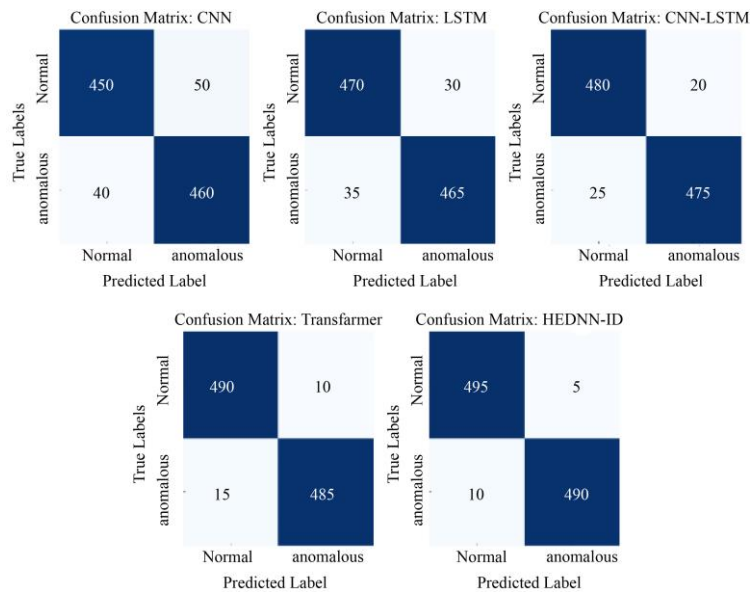 Confusion Matrix: CNN
True Labels
Normal
anomalous
450
50
40
460
Normal
anomalous
Predicted Label
Confusion Matrix: LSTM
True Labels
Normal
anomalous
470
30
35
465
Normal
anomalous
Predicted Label
Confusion Matrix: CNN-LSTM
True Labels
Normal
anomalous
480
20
25
475
Normal
anomalous
Predicted Label
Confusion Matrix: Transfarmer
True Labels
Normal
anomalous
490
10
15
485
Normal
anomalous
Predicted Label
Confusion Matrix: HEDNN-ID
True Labels
Normal
anomalous
495
5
10
490
Normal
anomalous
Predicted Label